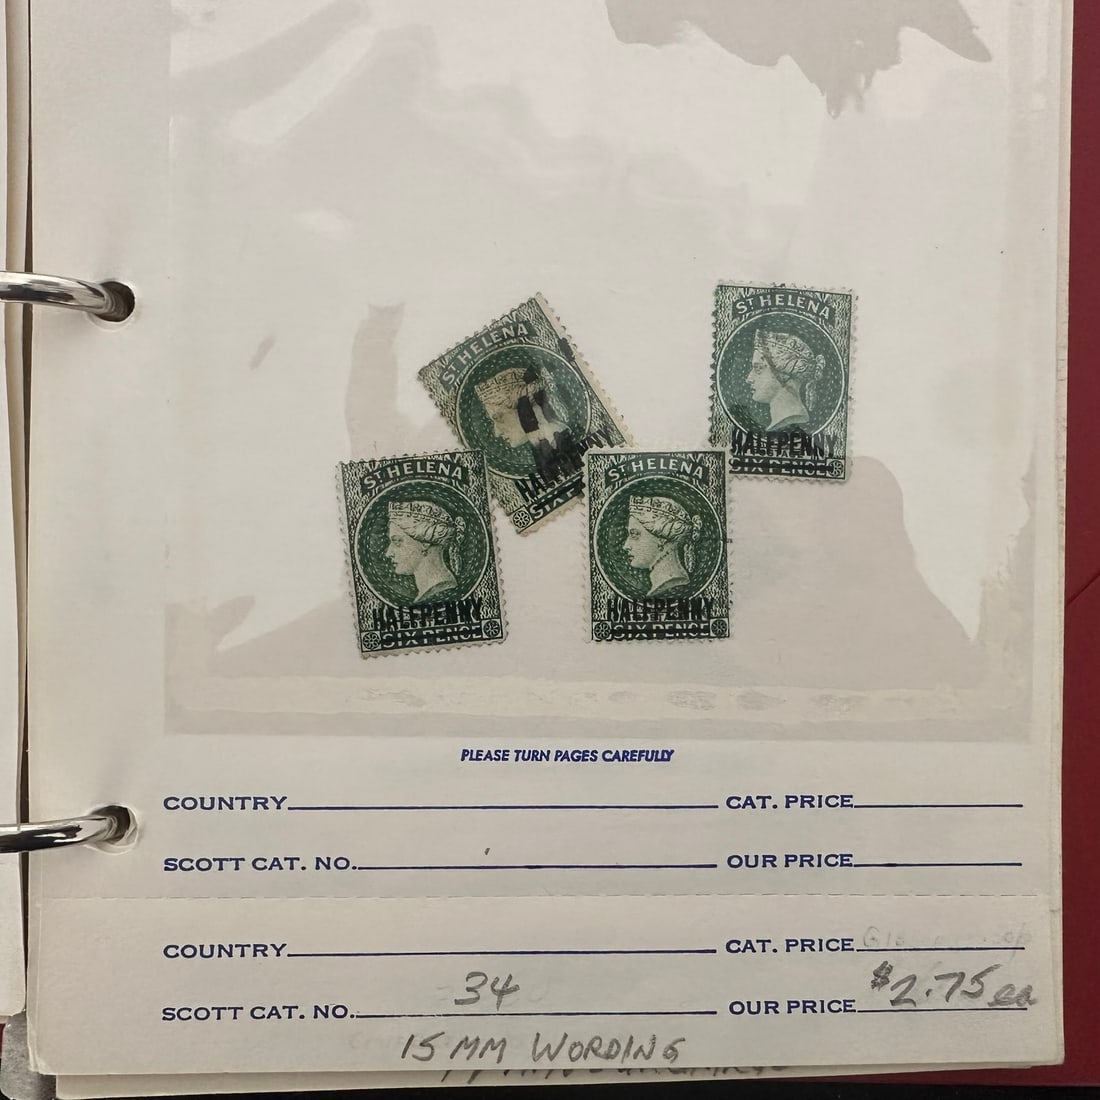 ST HELENA
HALFPENNY
SIX PENCE
ST HELENA
HALFPENNY
SIX P
ST HELENA
HALFPENNY
SIX PENCE
ST HELENA
HALFPENNY
SIX PENCE
PLEASE TURN PAGES CAREFULLY
COUNTRY CAT. PRICE
SCOTT CAT. NO. OUR PRICE
COUNTRY CAT. PRICE
SCOTT CAT. NO. 34 OUR PRICE $2.75 ea
15 MM WORDING